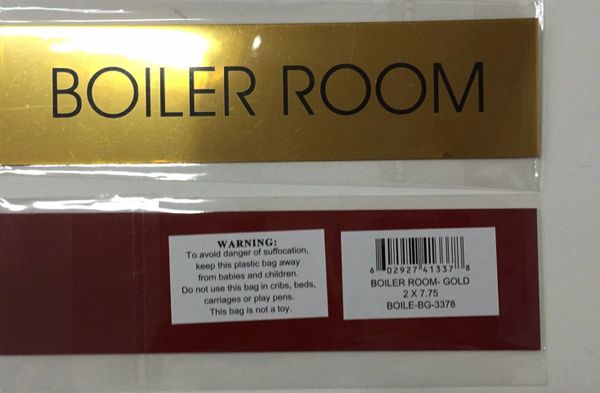 BOILER ROOM
WARNING:
To avoid danger of suffocation,
keep this plastic bag away
from babies and children.
Do not use this bag in cribs, beds,
carriages or play pens.
This bag is not a toy.
6 02927 41337 8
BOILER ROOM- GOLD
2 X 7.75
BOILE-BG-3378